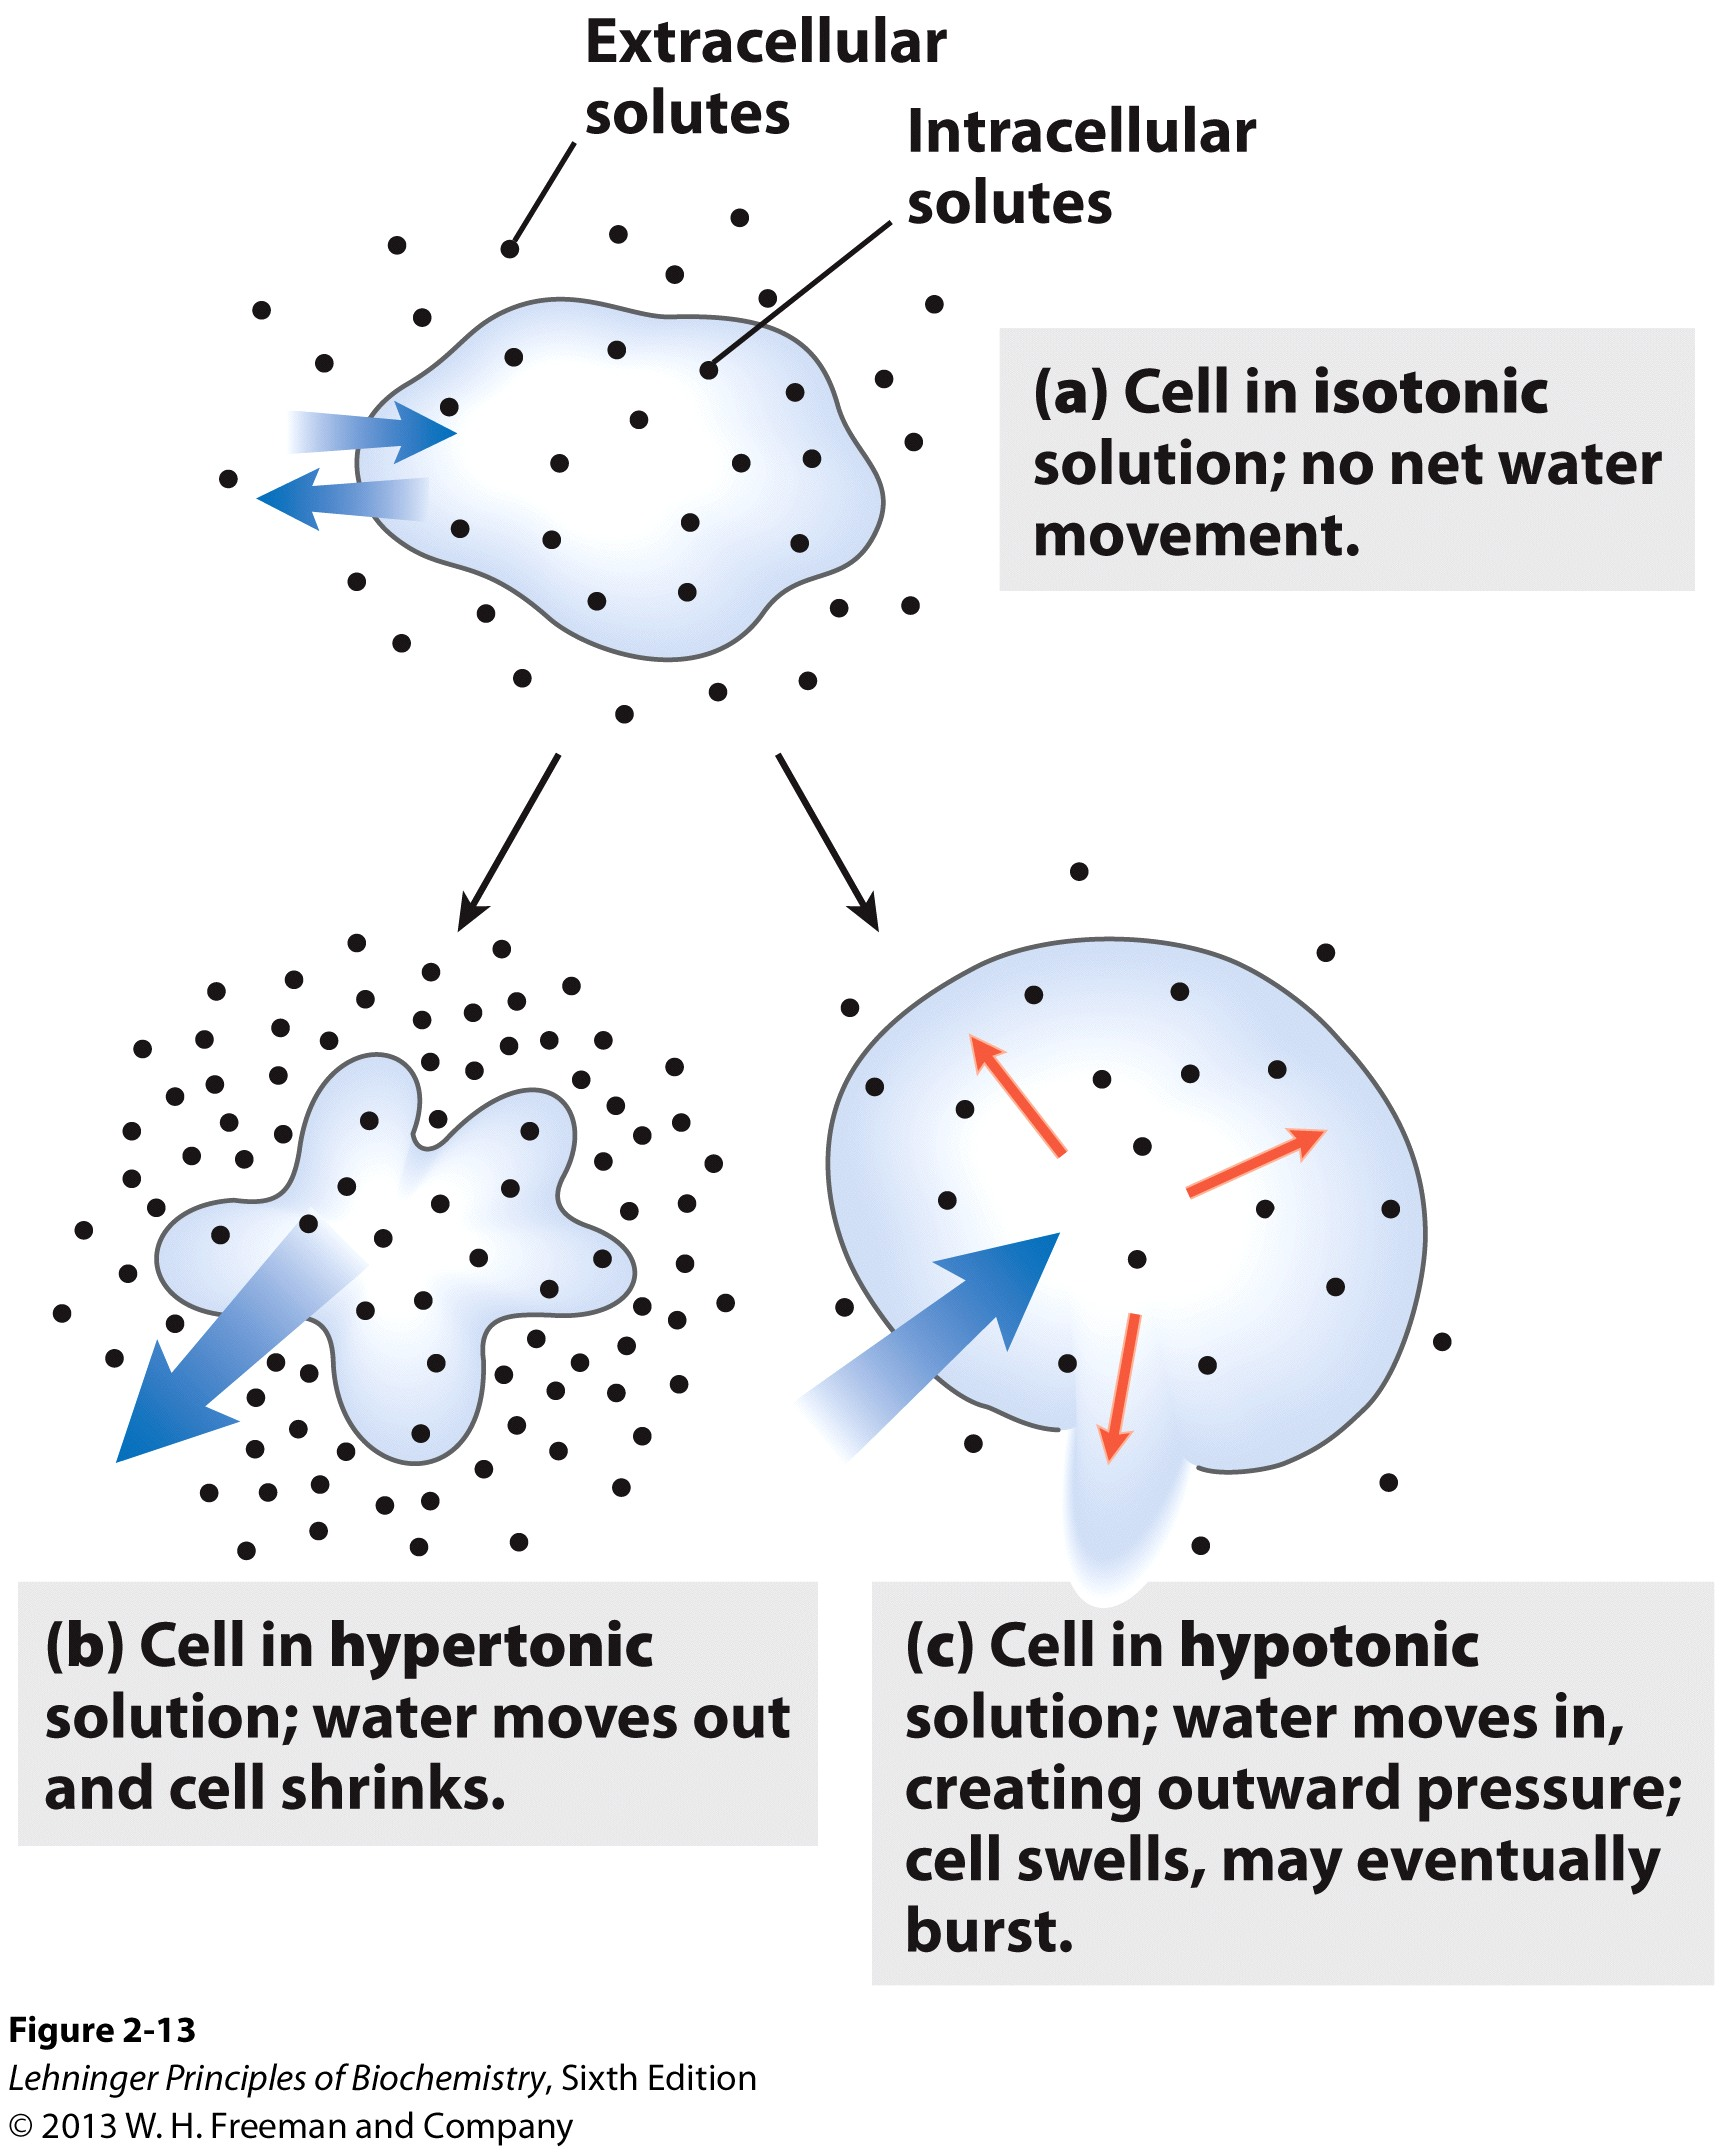 Extracellular
solutes
Intracellular
solutes
(a) Cell in isotonic
solution; no net water
movement.
(b) Cell in hypertonic
solution; water moves out
and cell shrinks.
(c) Cell in hypotonic
solution; water moves in,
creating outward pressure;
cell swells, may eventually
burst.
Figure 2-13
Lehninger Principles of Biochemistry, Sixth Edition
© 2013 W. H. Freeman and Company